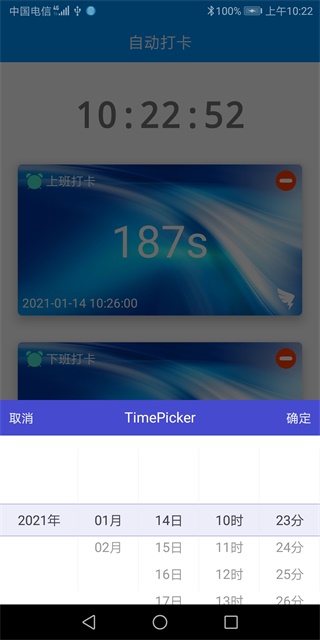 中国电信 4G 100% 上午10:22
自动打卡
10:22:52
上班打卡
187s
2021-01-14 10:26:00
下班打卡
取消 TimePicker 确定
2021年 01月 14日 10时 23分
02月 15日 11时 24分
16日 12时 25分
17日 13时 26分